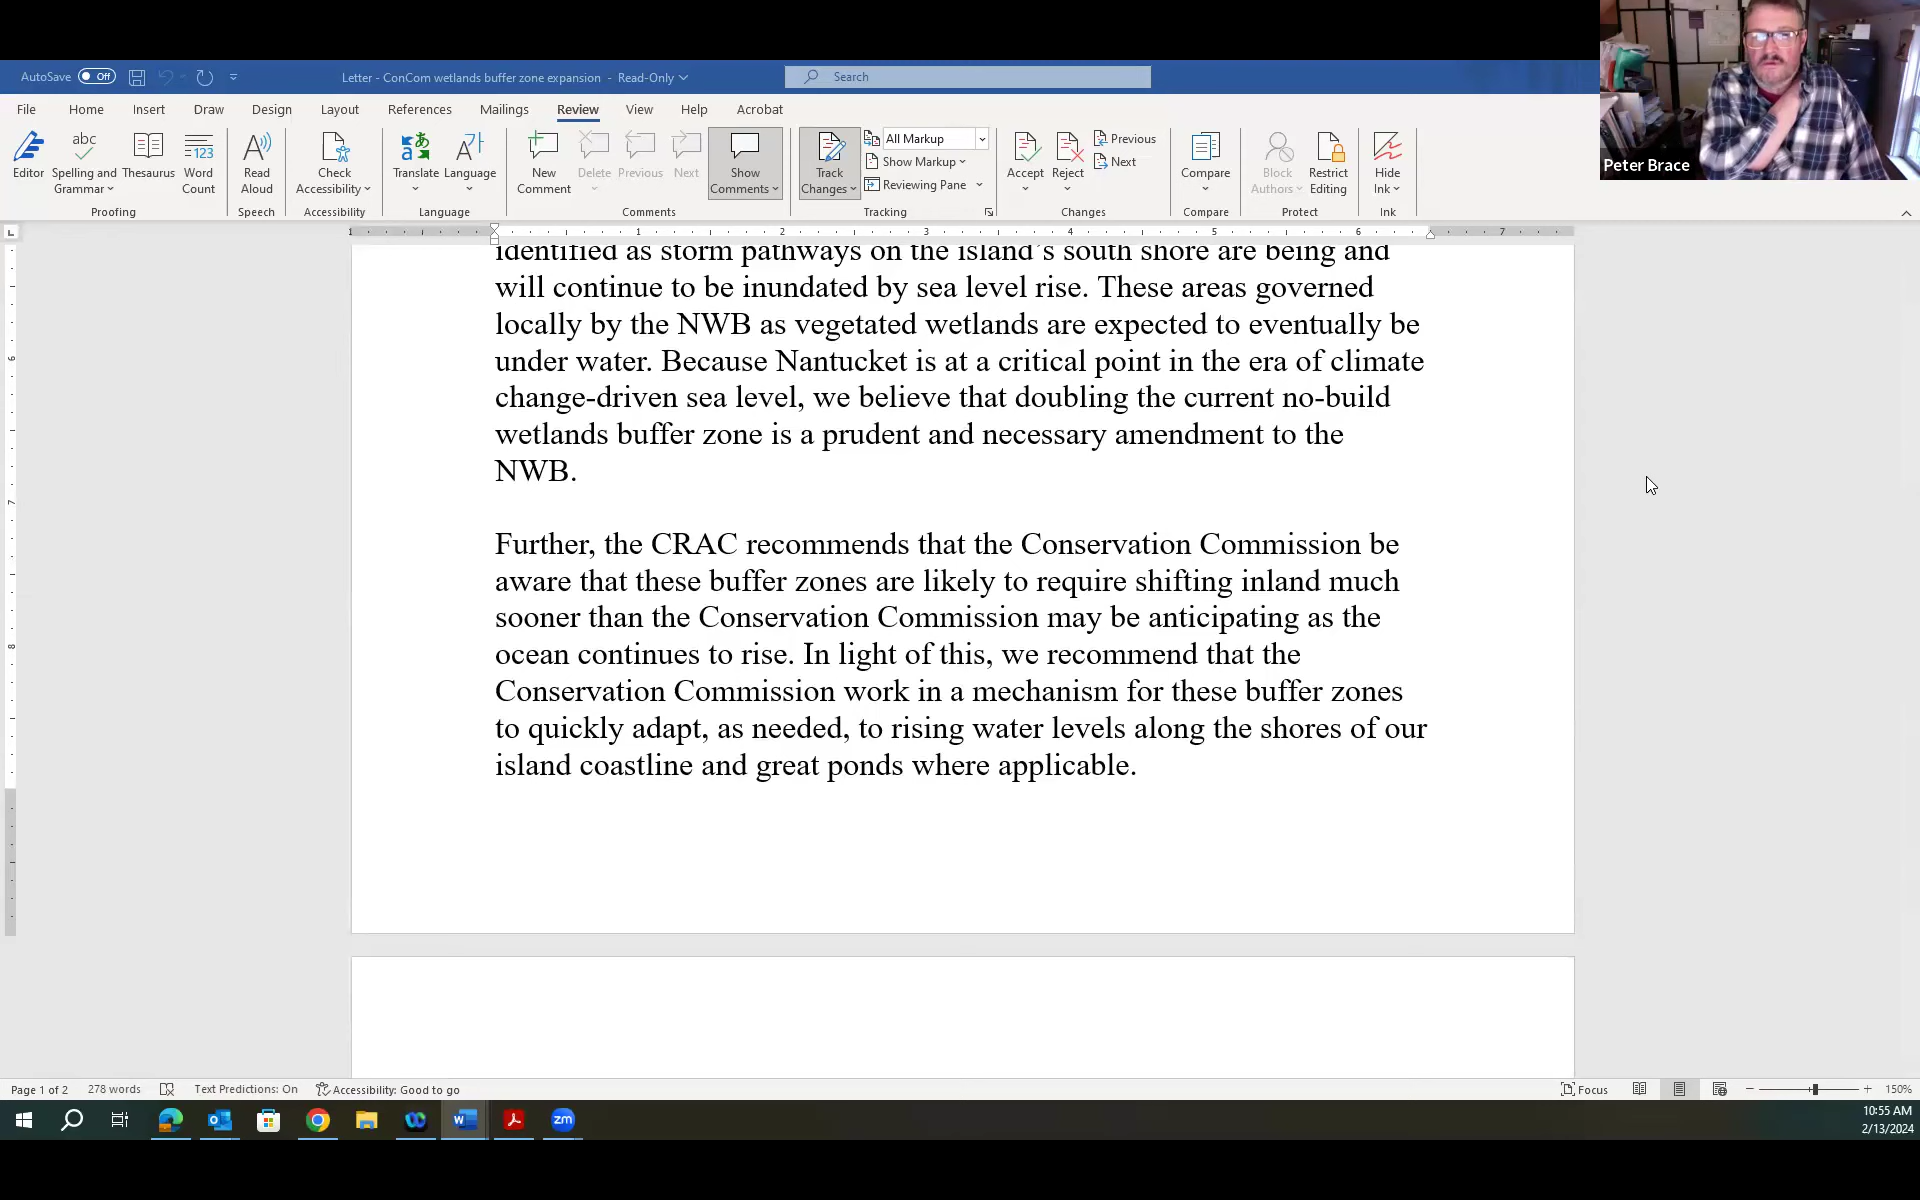 Peter Brace
AutoSave Off
Letter - ConCom wetlands buffer zone expansion - Read-Only
Search
File Home Insert Draw Design Layout References Mailings Review View Help Acrobat
Editor
Spelling and Grammar
Thesaurus
Word Count
Proofing
Read Aloud
Speech
Check Accessibility
Accessibility
Translate
Language
Language
New Comment
Delete
Previous
Next
Show Comments
Comments
Track Changes
All Markup
Show Markup
Reviewing Pane
Tracking
Accept
Reject
Previous
Next
Changes
Compare
Compare
Block Authors
Restrict Editing
Protect
Hide Ink
Ink
1 1 2 3 4 5 6 7
identified as storm pathways on the island's south shore are being and
will continue to be inundated by sea level rise. These areas governed
locally by the NWB as vegetated wetlands are expected to eventually be
under water. Because Nantucket is at a critical point in the era of climate
change-driven sea level, we believe that doubling the current no-build
wetlands buffer zone is a prudent and necessary amendment to the
NWB.
Further, the CRAC recommends that the Conservation Commission be
aware that these buffer zones are likely to require shifting inland much
sooner than the Conservation Commission may be anticipating as the
ocean continues to rise. In light of this, we recommend that the
Conservation Commission work in a mechanism for these buffer zones
to quickly adapt, as needed, to rising water levels along the shores of our
island coastline and great ponds where applicable.
6
7
8
Page 1 of 2 278 words Text Predictions: On Accessibility: Good to go Focus 150%
10:55 AM
2/13/2024